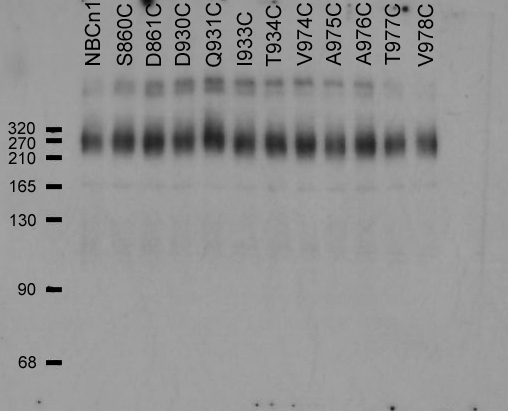 NBCn1
S860C
D861C
D930C
Q931C
I933C
T934C
V974C
A975C
A976C
T977C
V978C
320
270
210
165
130
90
68